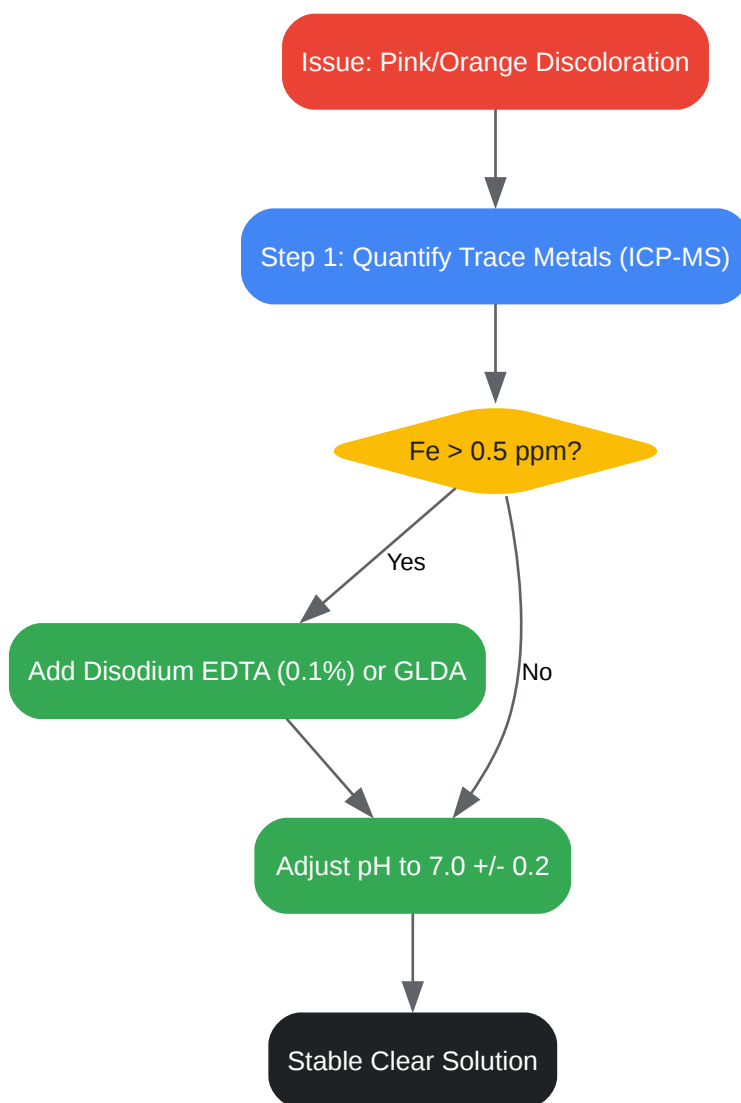 Issue: Pink/Orange Discoloration
Step 1: Quantify Trace Metals (ICP-MS)
Fe > 0.5 ppm?
Yes
Add Disodium EDTA (0.1%) or GLDA
No
Adjust pH to 7.0 +/- 0.2
Stable Clear Solution